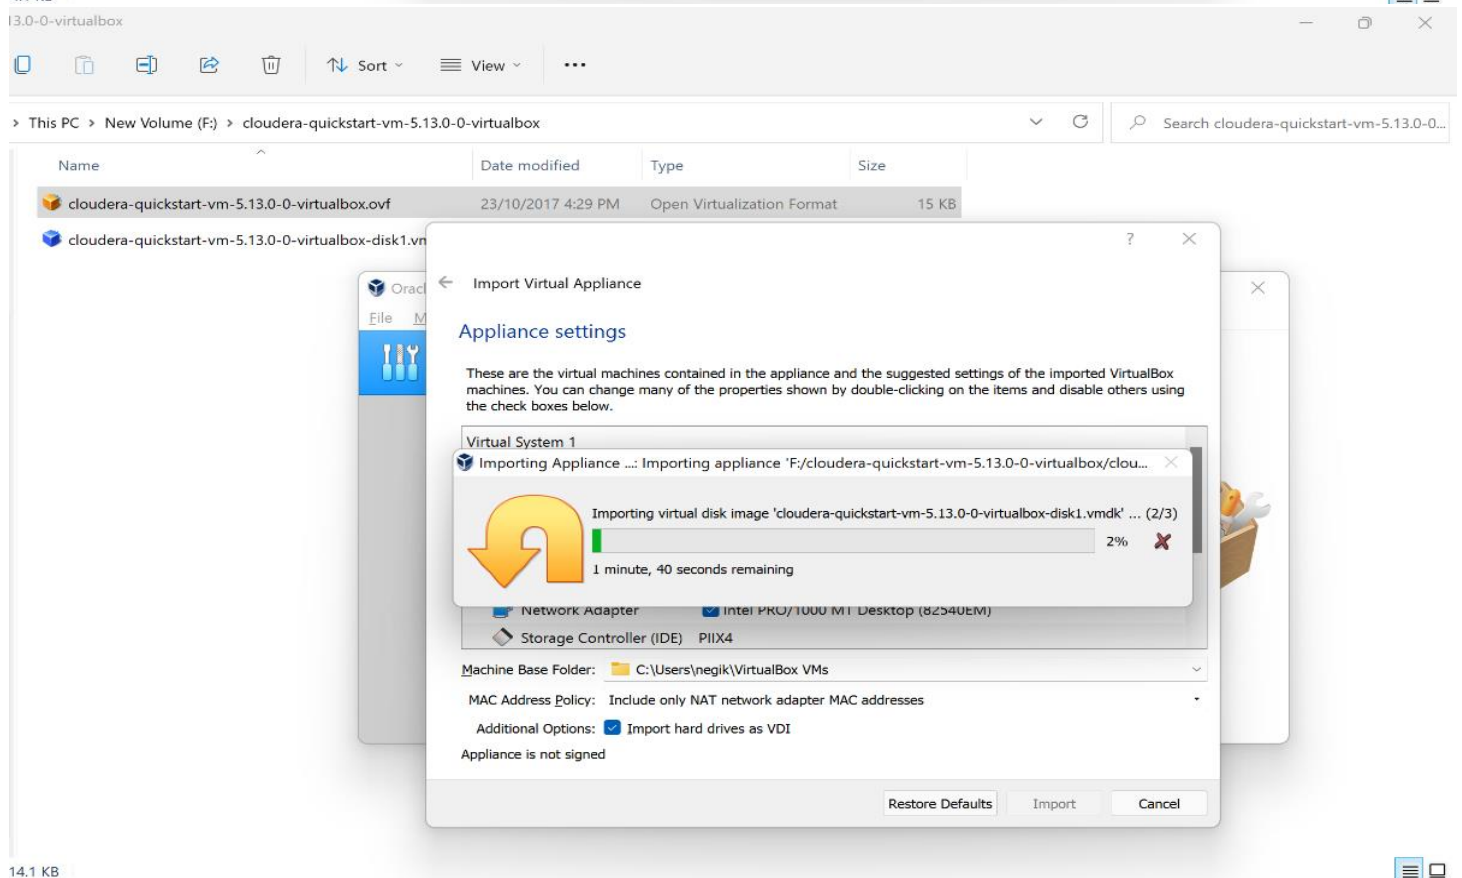 13.0-0-virtualbox
Sort
View
This PC > New Volume (F:) > cloudera-quickstart-vm-5.13.0-0-virtualbox
Search cloudera-quickstart-vm-5.13.0-0...
Name Date modified Type Size
cloudera-quickstart-vm-5.13.0-0-virtualbox.ovf 23/10/2017 4:29 PM Open Virtualization Format 15 KB
cloudera-quickstart-vm-5.13.0-0-virtualbox-disk1.vm
?
Import Virtual Appliance
Oracl
File M
Appliance settings
These are the virtual machines contained in the appliance and the suggested settings of the imported VirtualBox
machines. You can change many of the properties shown by double-clicking on the items and disable others using
the check boxes below.
Virtual System 1
Importing Appliance ...: Importing appliance 'F:/cloudera-quickstart-vm-5.13.0-0-virtualbox/clou...
Importing virtual disk image 'cloudera-quickstart-vm-5.13.0-0-virtualbox-disk1.vmdk' ... (2/3)
2%
1 minute, 40 seconds remaining
Network Adapter Intel PRO/1000 MT Desktop (82540EM)
Storage Controller (IDE) PIIX4
Machine Base Folder: C:\Users\negik\VirtualBox VMs
MAC Address Policy: Include only NAT network adapter MAC addresses
Additional Options: Import hard drives as VDI
Appliance is not signed
Restore Defaults Import Cancel
14.1 KB